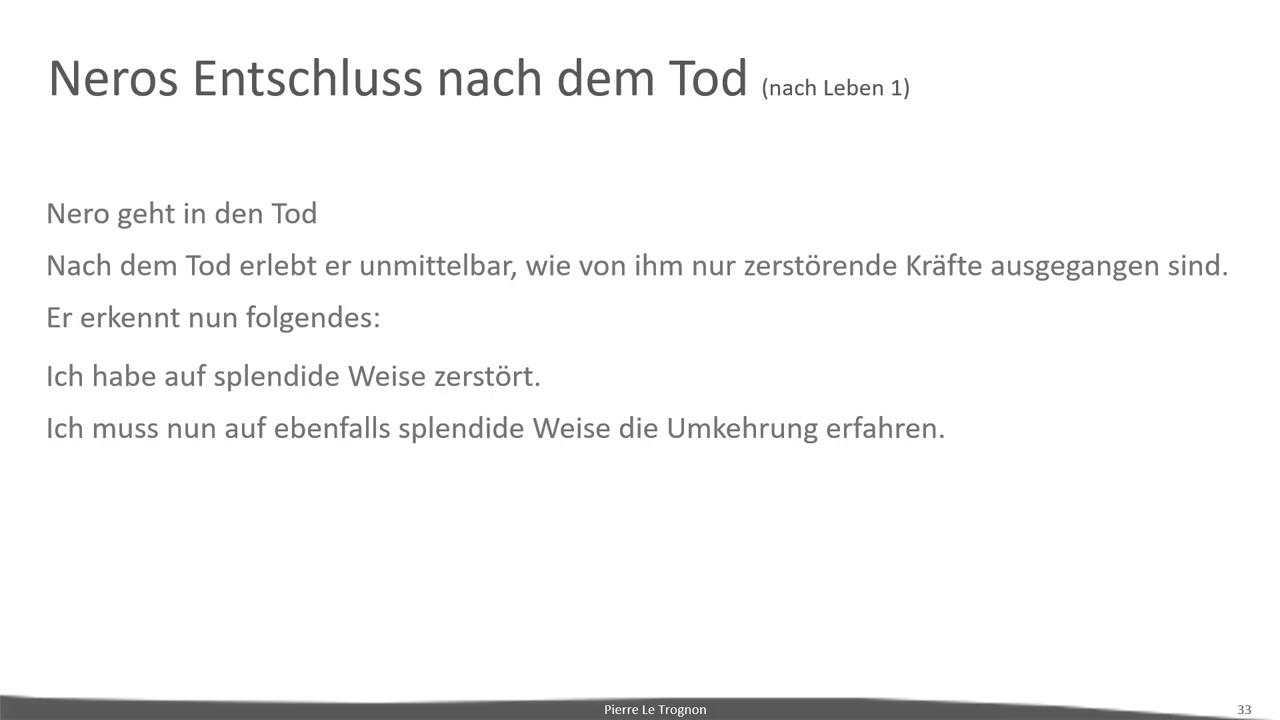 Neros Entschluss nach dem Tod (nach Leben 1)
Nero geht in den Tod
Nach dem Tod erlebt er unmittelbar, wie von ihm nur zerstörende Kräfte ausgegangen sind.
Er erkennt nun folgendes:
Ich habe auf splendide Weise zerstört.
Ich muss nun auf ebenfalls splendide Weise die Umkehrung erfahren.
Pierre Le Trognon
33